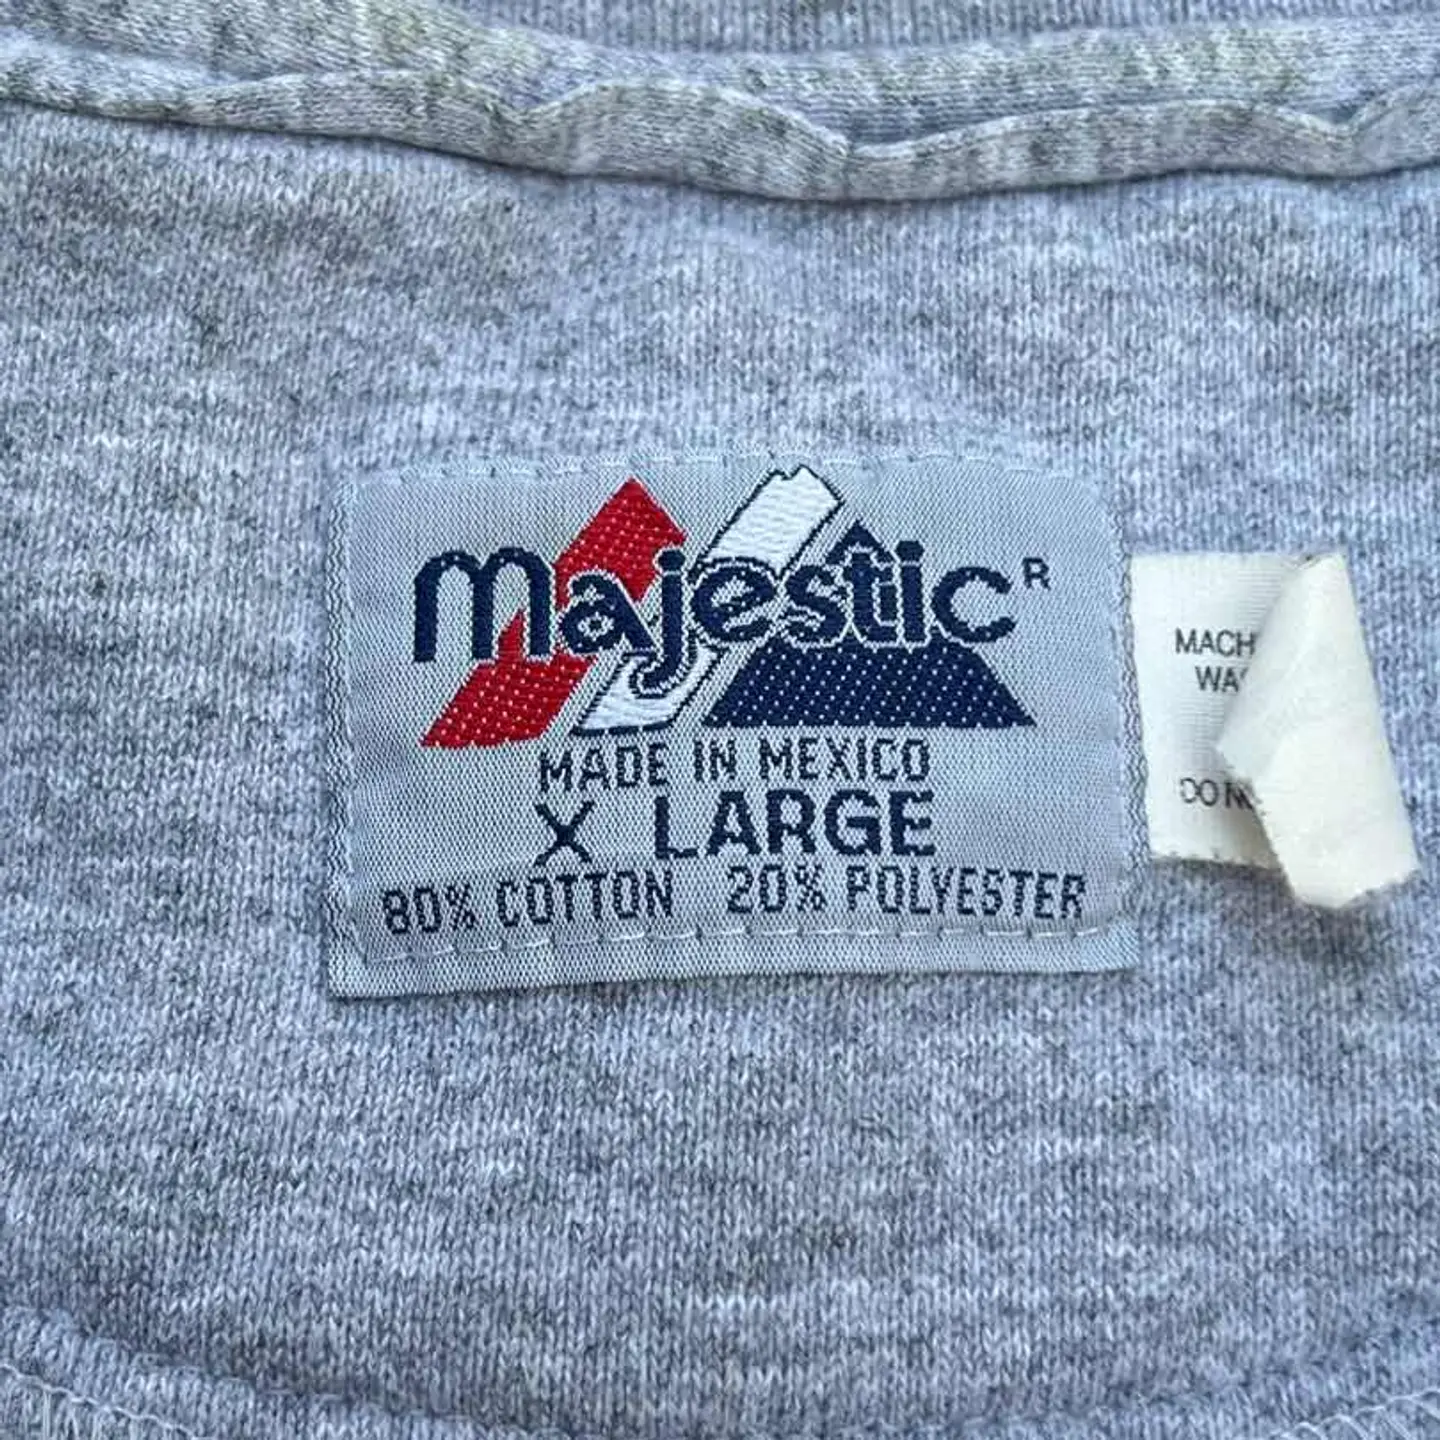 majestic R
MADE IN MEXICO
X LARGE
80% COTTON 20% POLYESTER
MACH
WA
DO N